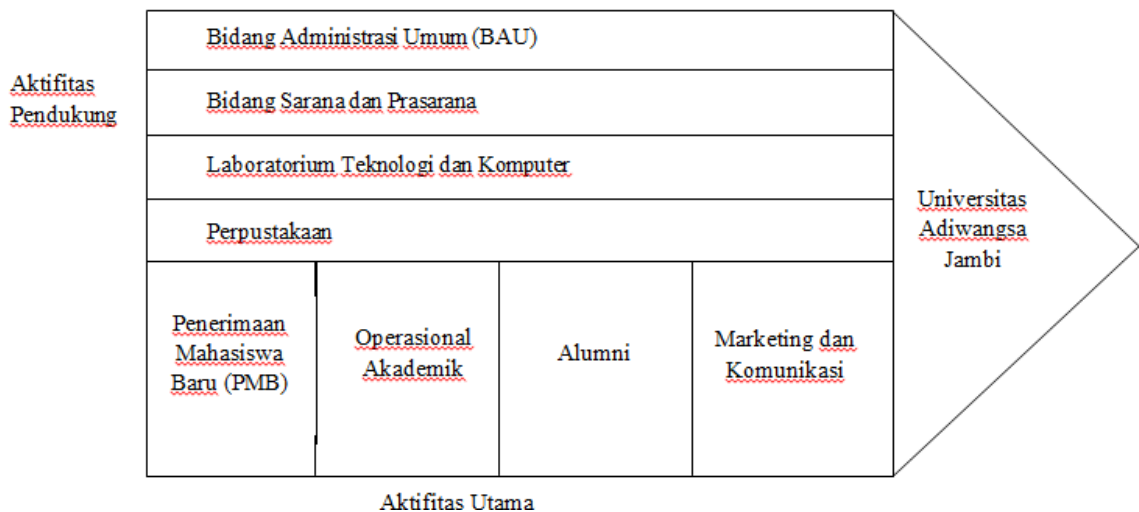 Bidang Administrasi Umum (BAU)
Aktifitas
Pendukung
Bidang Sarana dan Prasarana
Laboratorium Teknologi dan Komputer
Perpustakaan
Universitas
Adiwangsa
Jambi
Penerimaan
Mahasiswa
Baru (PMB)
Operasional
Akademik
Alumni
Marketing dan
Komunikasi
Aktifitas Utama